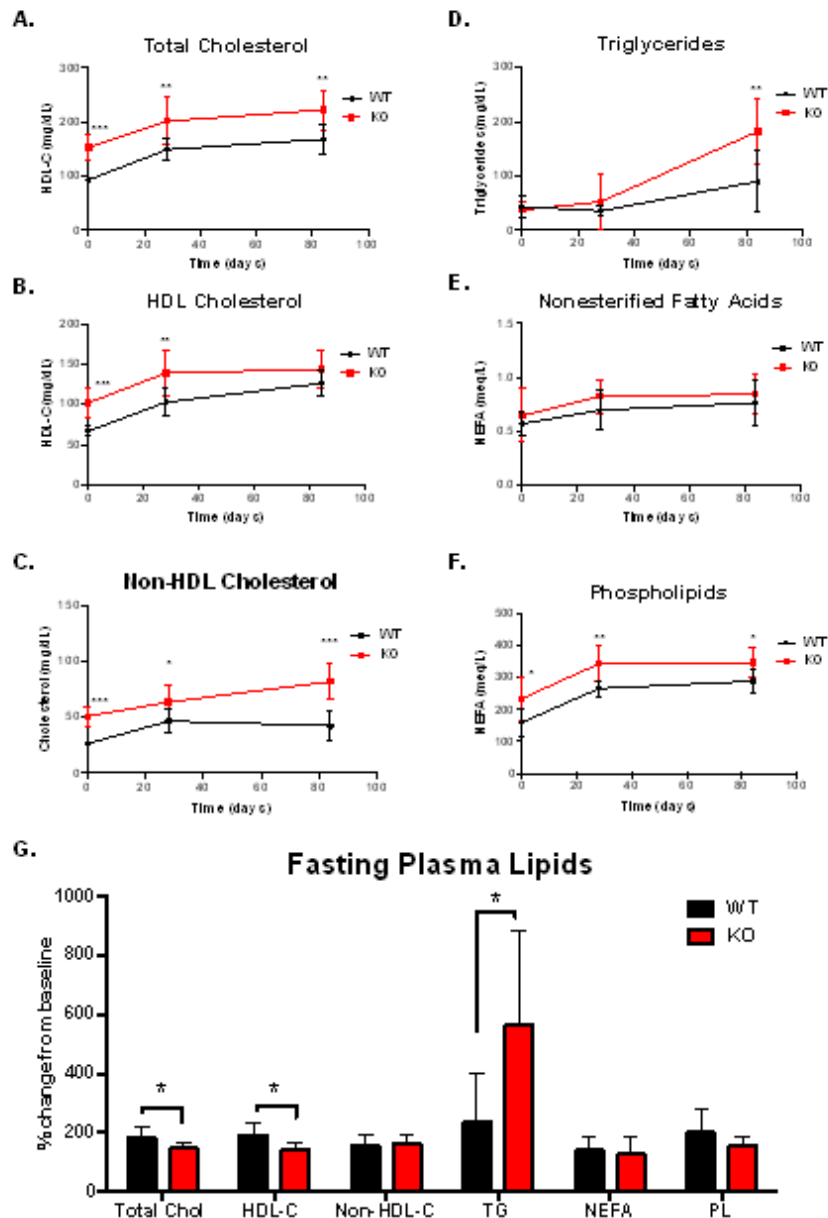 A.
Total Cholesterol
300
200
100
0
HDL-C (mg/dL)
***
**
**
WT
KO
0 20 40 60 80 100
Time (days)
B.
HDL Cholesterol
200
150
100
50
0
HDL-C (mg/dL)
***
**
WT
KO
0 20 40 60 80 100
Time (days)
C.
Non-HDL Cholesterol
150
100
50
0
Cholesterol (mg/dL)
***
*
***
WT
KO
0 20 40 60 80 100
Time (days)
D.
Triglycerides
300
200
100
0
Triglycerides (mg/dL)
**
WT
KO
0 20 40 60 80 100
Time (days)
E.
Nonesterified Fatty Acids
1.5
1.0
0.5
0.0
NEFA (meq/L)
WT
KO
0 20 40 60 80 100
Time (days)
F.
Phospholipids
500
400
300
200
100
0
NEFA (meq/L)
*
**
*
WT
KO
0 20 40 60 80 100
Time (days)
G.
Fasting Plasma Lipids
1000
800
600
400
200
0
% change from baseline
*
*
*
WT
KO
Total Chol HDL-C Non-HDL-C TG NEFA PL